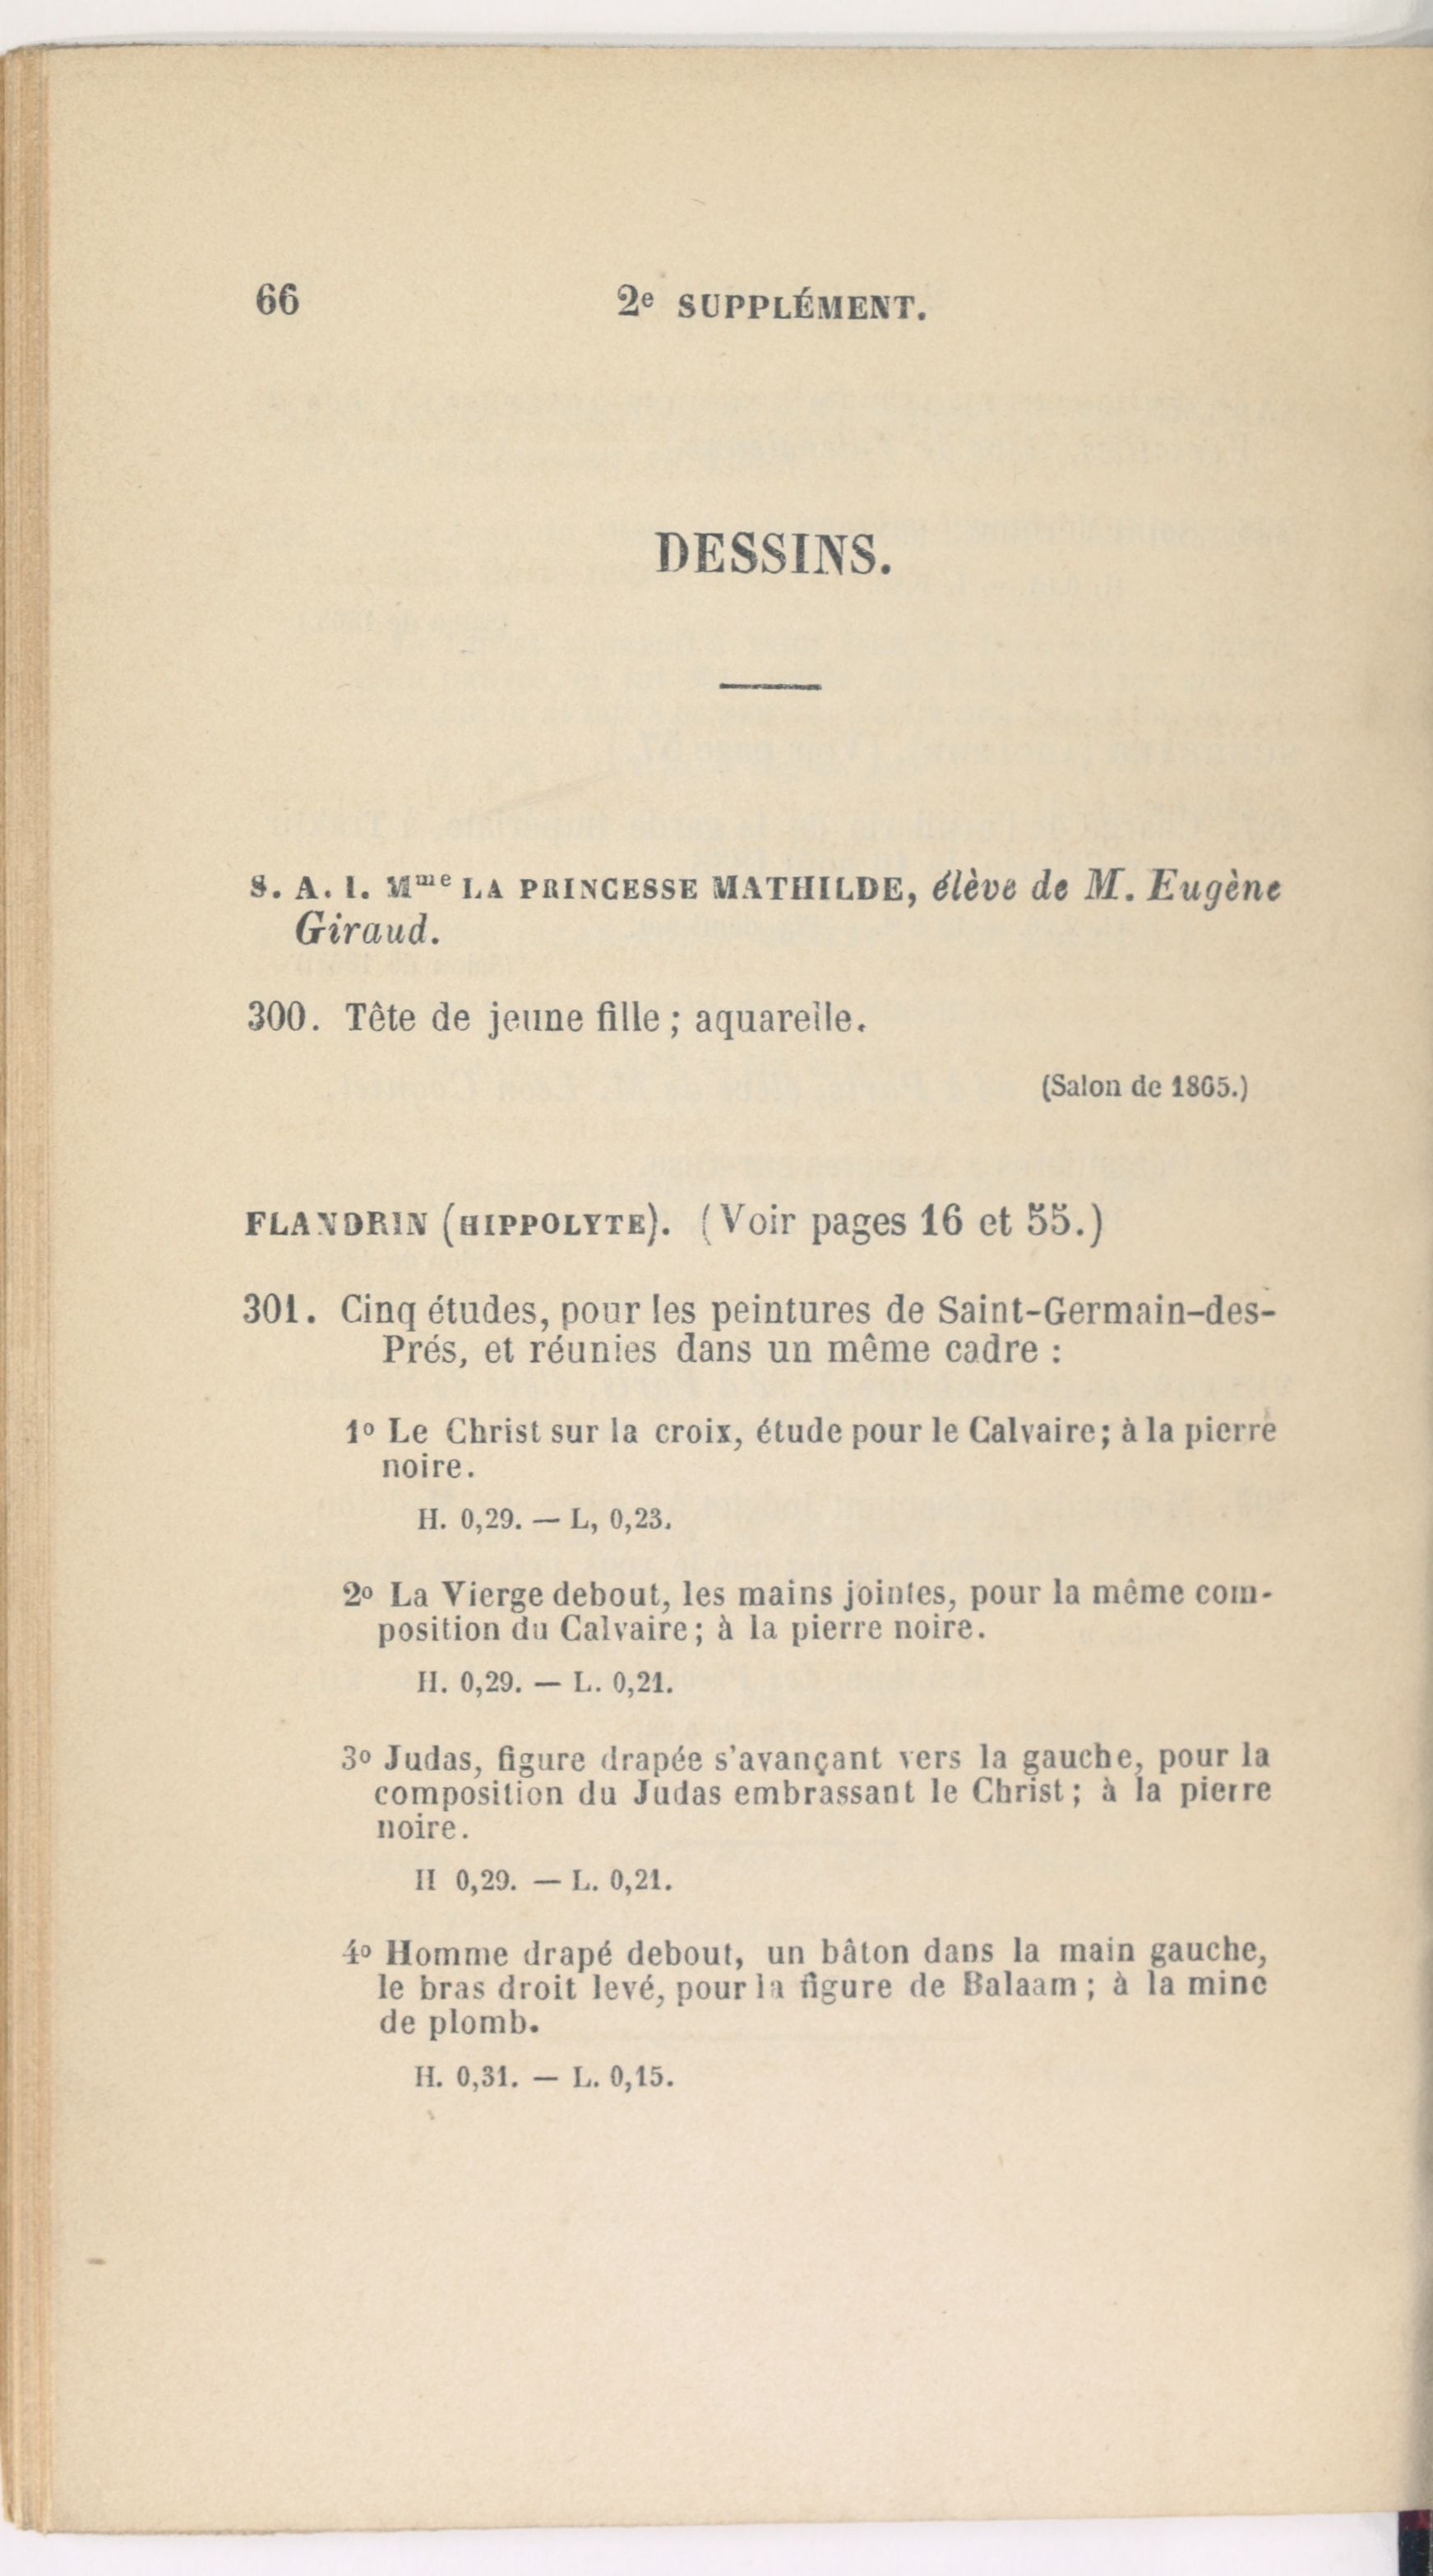 66
2e SUPPLÉMENT.
DESSINS.
S. A. I. Mme LA PRINCESSE MATHILDE, élève de M. Eugène
Giraud.
300. Tête de jeune fille ; aquarelle.
(Salon de 1865.)
FLANDRIN (HIPPOLYTE). (Voir pages 16 et 55.)
301. Cinq études, pour les peintures de Saint-Germain-des-
Prés, et réunies dans un même cadre :
1o Le Christ sur la croix, étude pour le Calvaire ; à la pierre
noire.
H. 0,29. — L, 0,23.
2o La Vierge debout, les mains jointes, pour la même com-
position du Calvaire ; à la pierre noire.
H. 0,29. — L. 0,21.
3o Judas, figure drapée s'avançant vers la gauche, pour la
composition du Judas embrassant le Christ ; à la pierre
noire.
H 0,29. — L. 0,21.
4o Homme drapé debout, un bâton dans la main gauche,
le bras droit levé, pour la figure de Balaam ; à la mine
de plomb.
H. 0,31. — L. 0,15.